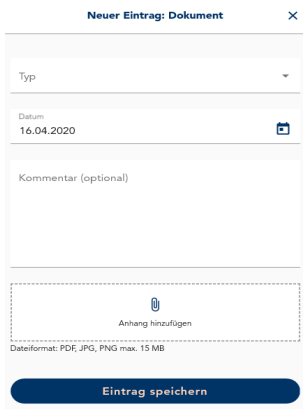 Neuer Eintrag: Dokument
Typ
Datum
16.04.2020
Kommentar (optional)
Anhang hinzufügen
Dateiformat: PDF, JPG, PNG max. 15 MB
Eintrag speichern